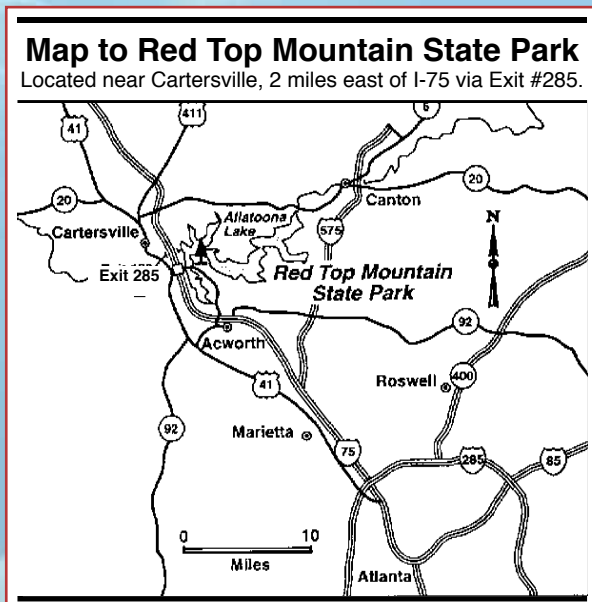 Map to Red Top Mountain State Park
Located near Cartersville, 2 miles east of I-75 via Exit #285.
41
411
5
20
Canton
20
Allatoona
Lake
Cartersville
575
N
Exit 285
Red Top Mountain
State Park
92
Acworth
41
Roswell
400
92
Marietta
75
285
85
0
10
Miles
Atlanta